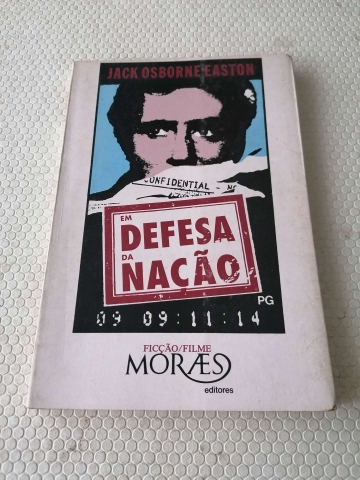 JACK OSBORNE EASTON
CONFIDENTIAL
EM
DEFESA
DA
NAÇÃO
PG
09 09:11:14
FICÇÃO/FILME
MORÆS
editores